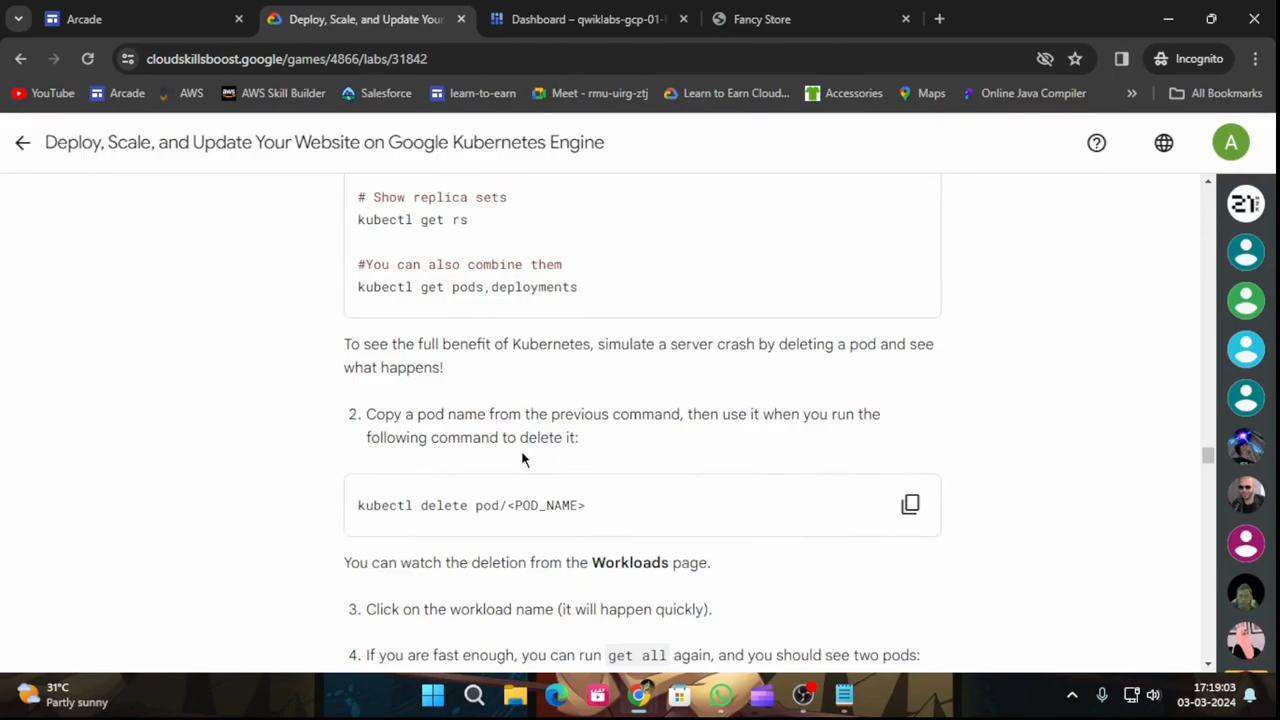 Arcade
Deploy, Scale, and Update Your
Dashboard – qwiklabs-gcp-01-
Fancy Store
cloudskillsboost.google/games/4866/labs/31842
Incognito
YouTube
Arcade
AWS
AWS Skill Builder
Salesforce
learn-to-earn
Meet - rmu-uirg-ztj
Learn to Earn Cloud...
Accessories
Maps
Online Java Compiler
All Bookmarks
Deploy, Scale, and Update Your Website on Google Kubernetes Engine
A
# Show replica sets
kubectl get rs
#You can also combine them
kubectl get pods,deployments
To see the full benefit of Kubernetes, simulate a server crash by deleting a pod and see
what happens!
2. Copy a pod name from the previous command, then use it when you run the
following command to delete it:
kubectl delete pod/<POD_NAME>
You can watch the deletion from the Workloads page.
3. Click on the workload name (it will happen quickly).
4. If you are fast enough, you can run get all again, and you should see two pods:
31°C
Partly sunny
17:19:03
03-03-2024